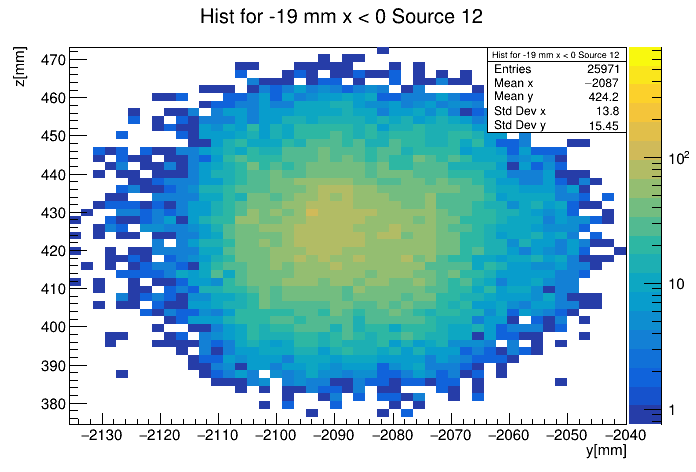 Hist for -19 mm x < 0 Source 12
z[mm]
470
460
450
440
430
420
410
400
390
380
Hist for -19 mm x < 0 Source 12
Entries 25971
Mean x −2087
Mean y 424.2
Std Dev x 13.8
Std Dev y 15.45
10²
10
1
−2130 −2120 −2110 −2100 −2090 −2080 −2070 −2060 −2050 −2040
y[mm]